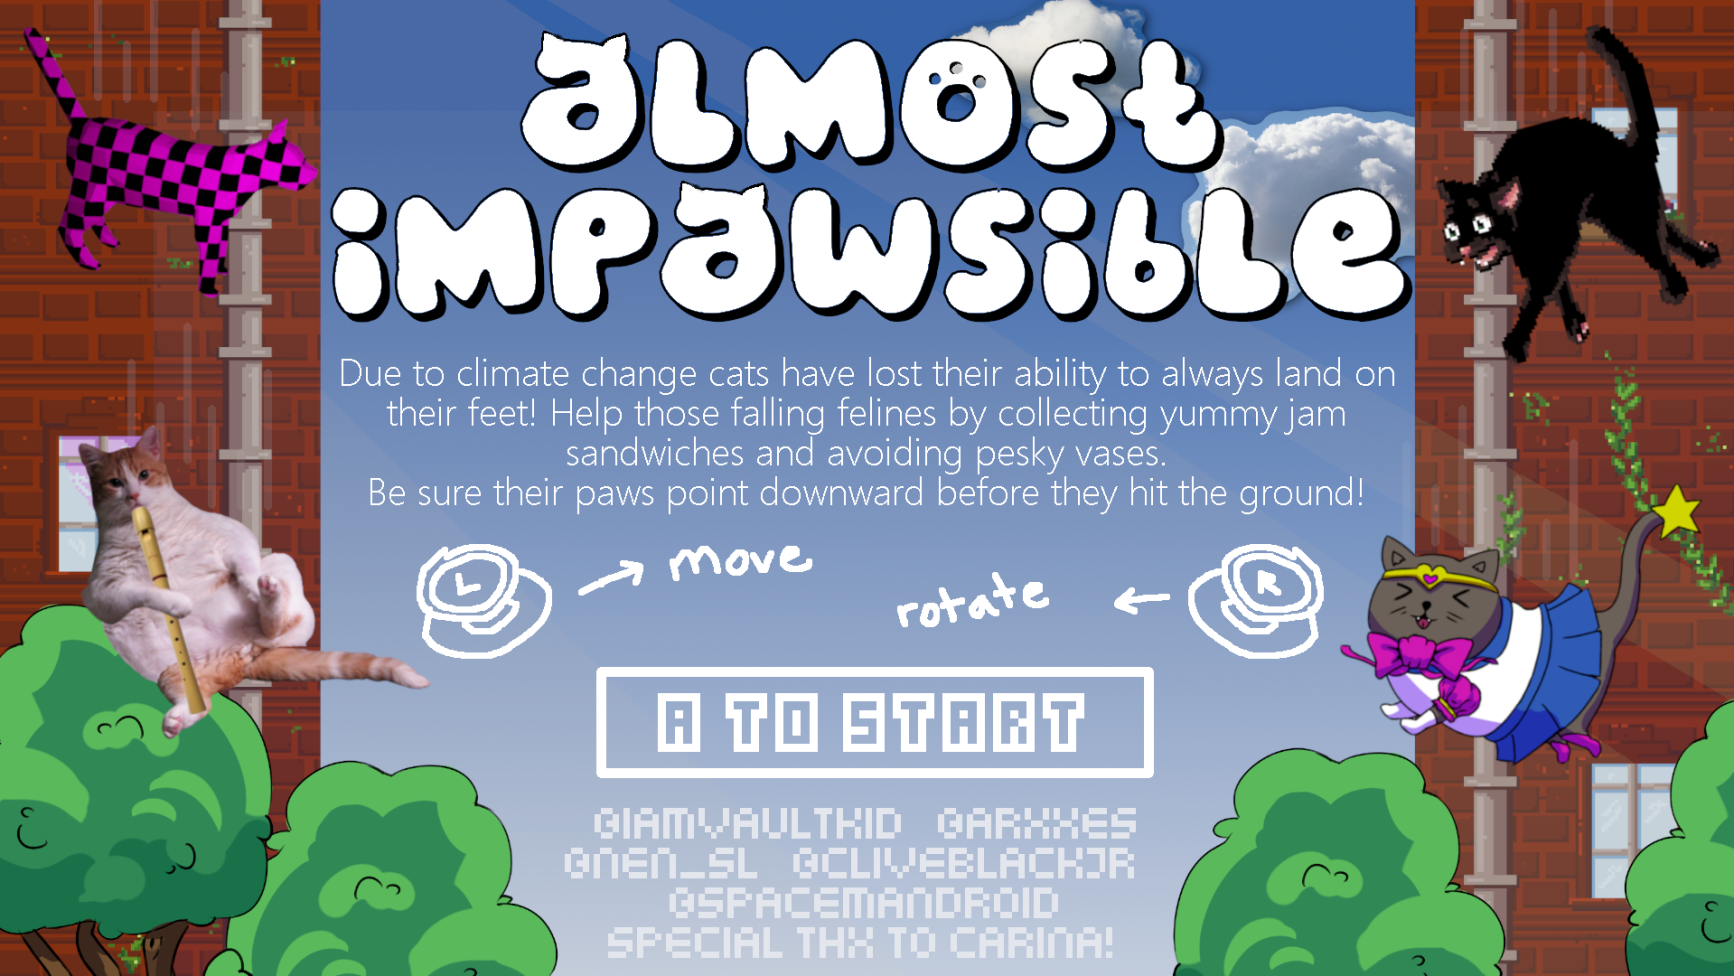 aLMOSt
iMPaWSibLe
Due to climate change cats have lost their ability to always land on
their feet! Help those falling felines by collecting yummy jam
sandwiches and avoiding pesky vases.
Be sure their paws point downward before they hit the ground!
L → move
rotate ← R
A TO START
@IAMVAULTKID @ARXXES
@NEN_SL @CLIVEBLACKJR
@SPACEMANDROID
SPECIAL THX TO CARINA!